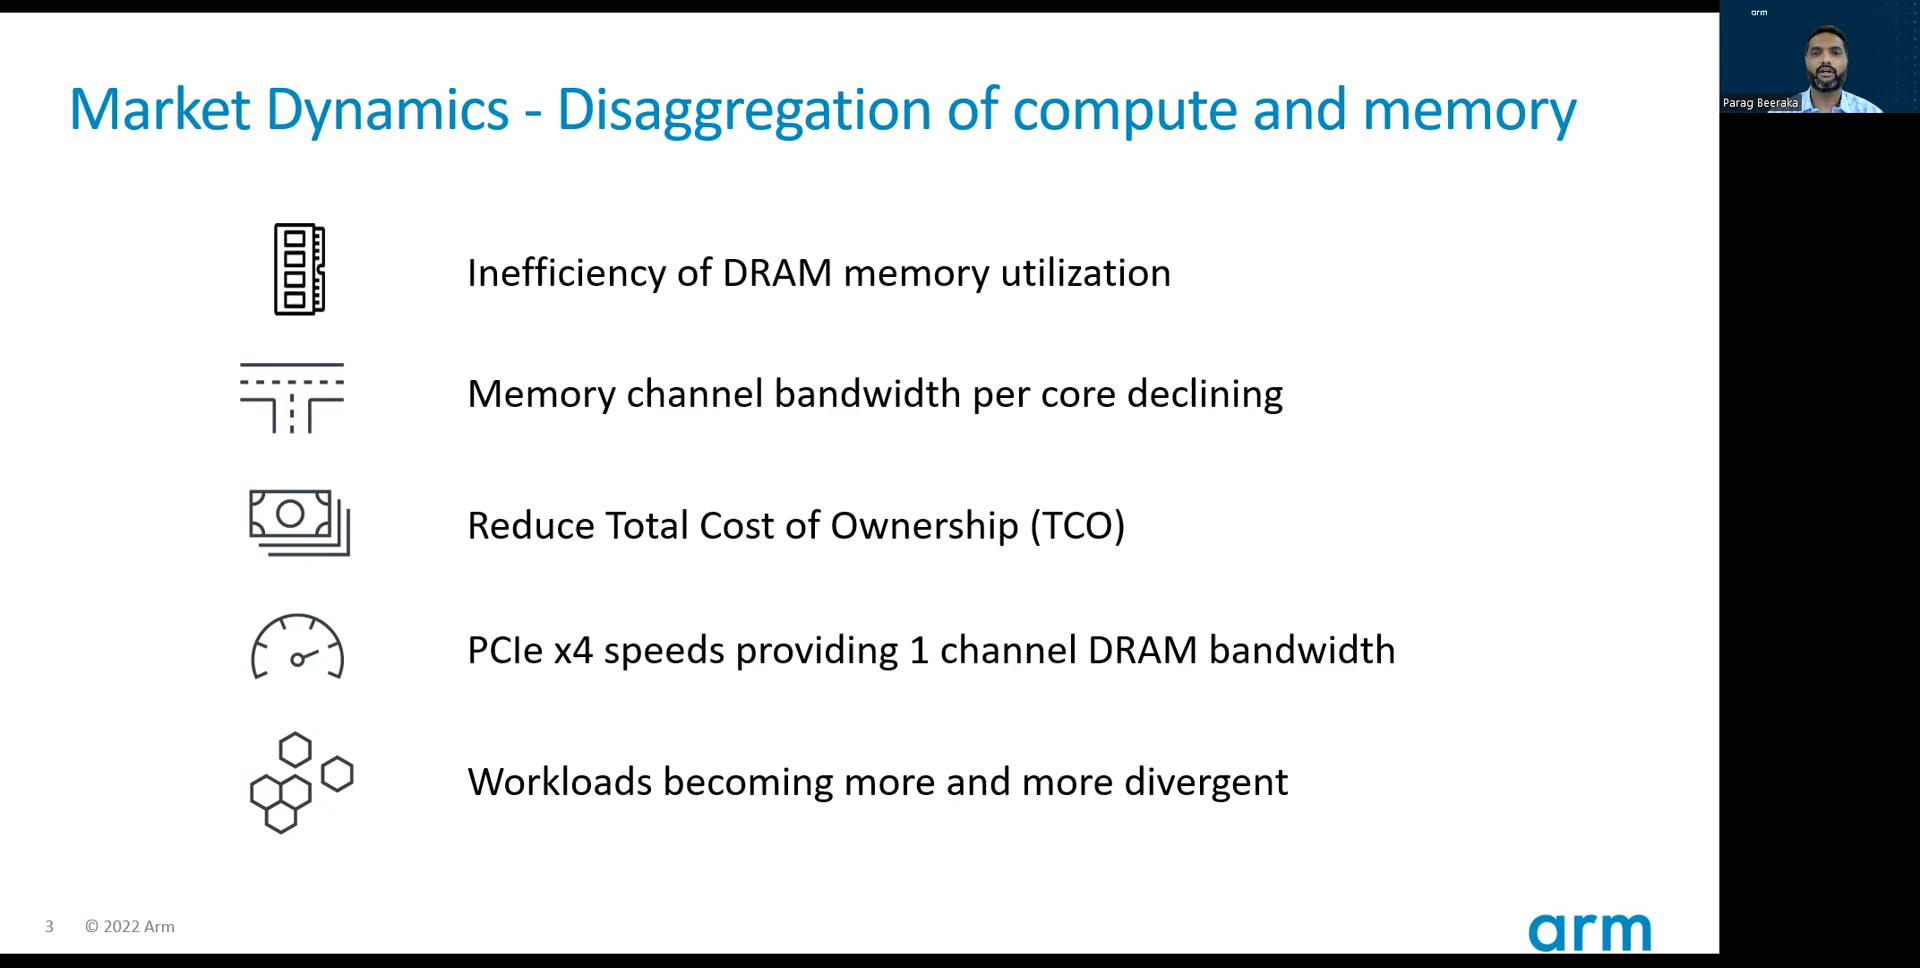 Market Dynamics - Disaggregation of compute and memory
Inefficiency of DRAM memory utilization
Memory channel bandwidth per core declining
Reduce Total Cost of Ownership (TCO)
PCIe x4 speeds providing 1 channel DRAM bandwidth
Workloads becoming more and more divergent
3 © 2022 Arm
arm
arm
Parag Beeraka